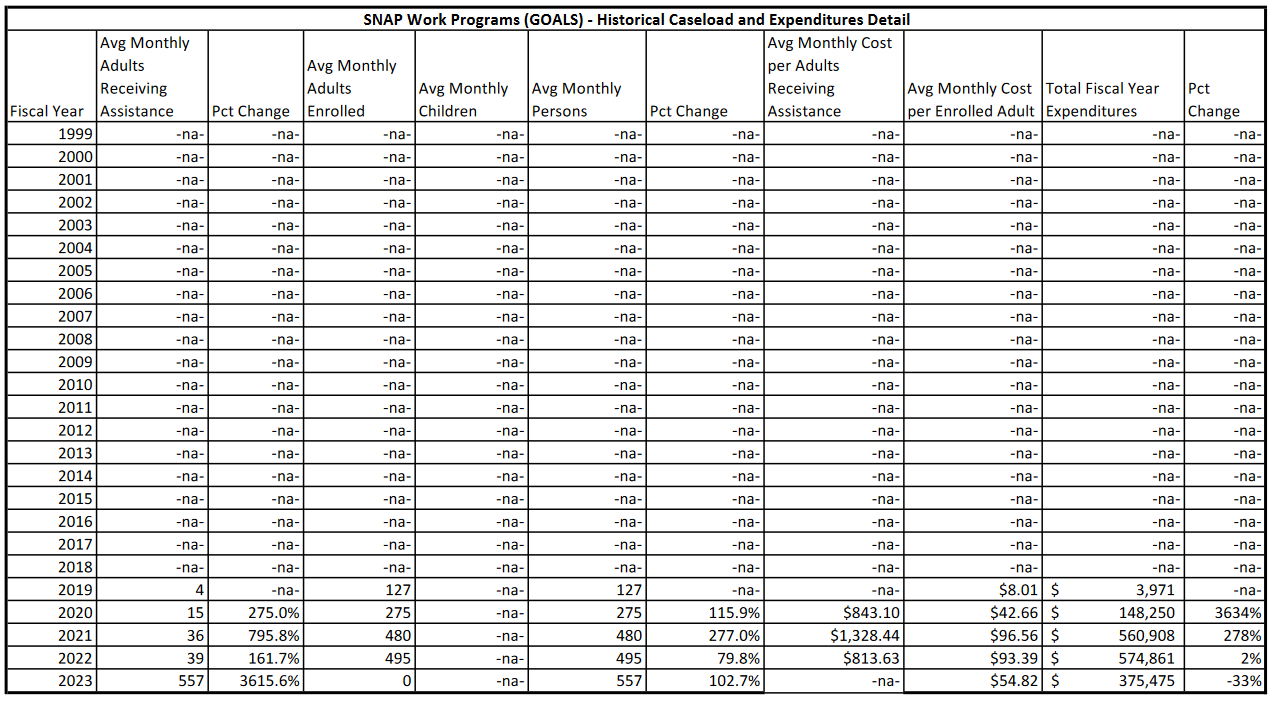 SNAP Work Programs (GOALS) - Historical Caseload and Expenditures Detail
Fiscal Year | Avg Monthly Adults Receiving Assistance | Pct Change | Avg Monthly Adults Enrolled | Avg Monthly Children | Avg Monthly Persons | Pct Change | Avg Monthly Cost per Adults Receiving Assistance | Avg Monthly Cost per Enrolled Adult | Total Fiscal Year Expenditures | Pct Change
1999 -na- -na- -na- -na- -na- -na- -na- -na- -na- -na-
2000 -na- -na- -na- -na- -na- -na- -na- -na- -na- -na-
2001 -na- -na- -na- -na- -na- -na- -na- -na- -na- -na-
2002 -na- -na- -na- -na- -na- -na- -na- -na- -na- -na-
2003 -na- -na- -na- -na- -na- -na- -na- -na- -na- -na-
2004 -na- -na- -na- -na- -na- -na- -na- -na- -na- -na-
2005 -na- -na- -na- -na- -na- -na- -na- -na- -na- -na-
2006 -na- -na- -na- -na- -na- -na- -na- -na- -na- -na-
2007 -na- -na- -na- -na- -na- -na- -na- -na- -na- -na-
2008 -na- -na- -na- -na- -na- -na- -na- -na- -na- -na-
2009 -na- -na- -na- -na- -na- -na- -na- -na- -na- -na-
2010 -na- -na- -na- -na- -na- -na- -na- -na- -na- -na-
2011 -na- -na- -na- -na- -na- -na- -na- -na- -na- -na-
2012 -na- -na- -na- -na- -na- -na- -na- -na- -na- -na-
2013 -na- -na- -na- -na- -na- -na- -na- -na- -na- -na-
2014 -na- -na- -na- -na- -na- -na- -na- -na- -na- -na-
2015 -na- -na- -na- -na- -na- -na- -na- -na- -na- -na-
2016 -na- -na- -na- -na- -na- -na- -na- -na- -na- -na-
2017 -na- -na- -na- -na- -na- -na- -na- -na- -na- -na-
2018 -na- -na- -na- -na- -na- -na- -na- -na- -na- -na-
2019 4 -na- 127 -na- 127 -na- -na- $8.01 $ 3,971 -na-
2020 15 275.0% 275 -na- 275 115.9% $843.10 $42.66 $ 148,250 3634%
2021 36 795.8% 480 -na- 480 277.0% $1,328.44 $96.56 $ 560,908 278%
2022 39 161.7% 495 -na- 495 79.8% $813.63 $93.39 $ 574,861 2%
2023 557 3615.6% 0 -na- 557 102.7% -na- $54.82 $ 375,475 -33%